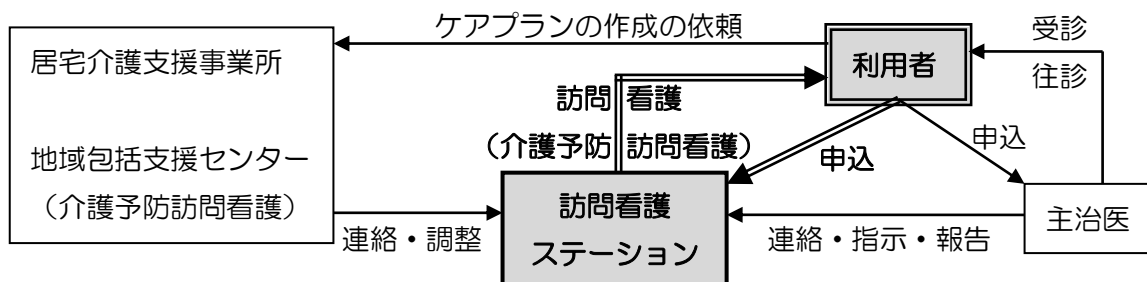 ケアプランの作成の依頼
居宅介護支援事業所
地域包括支援センター
（介護予防訪問看護）
利用者
受診
往診
訪問看護
（介護予防訪問看護）
申込
申込
訪問看護
ステーション
主治医
連絡・調整
連絡・指示・報告